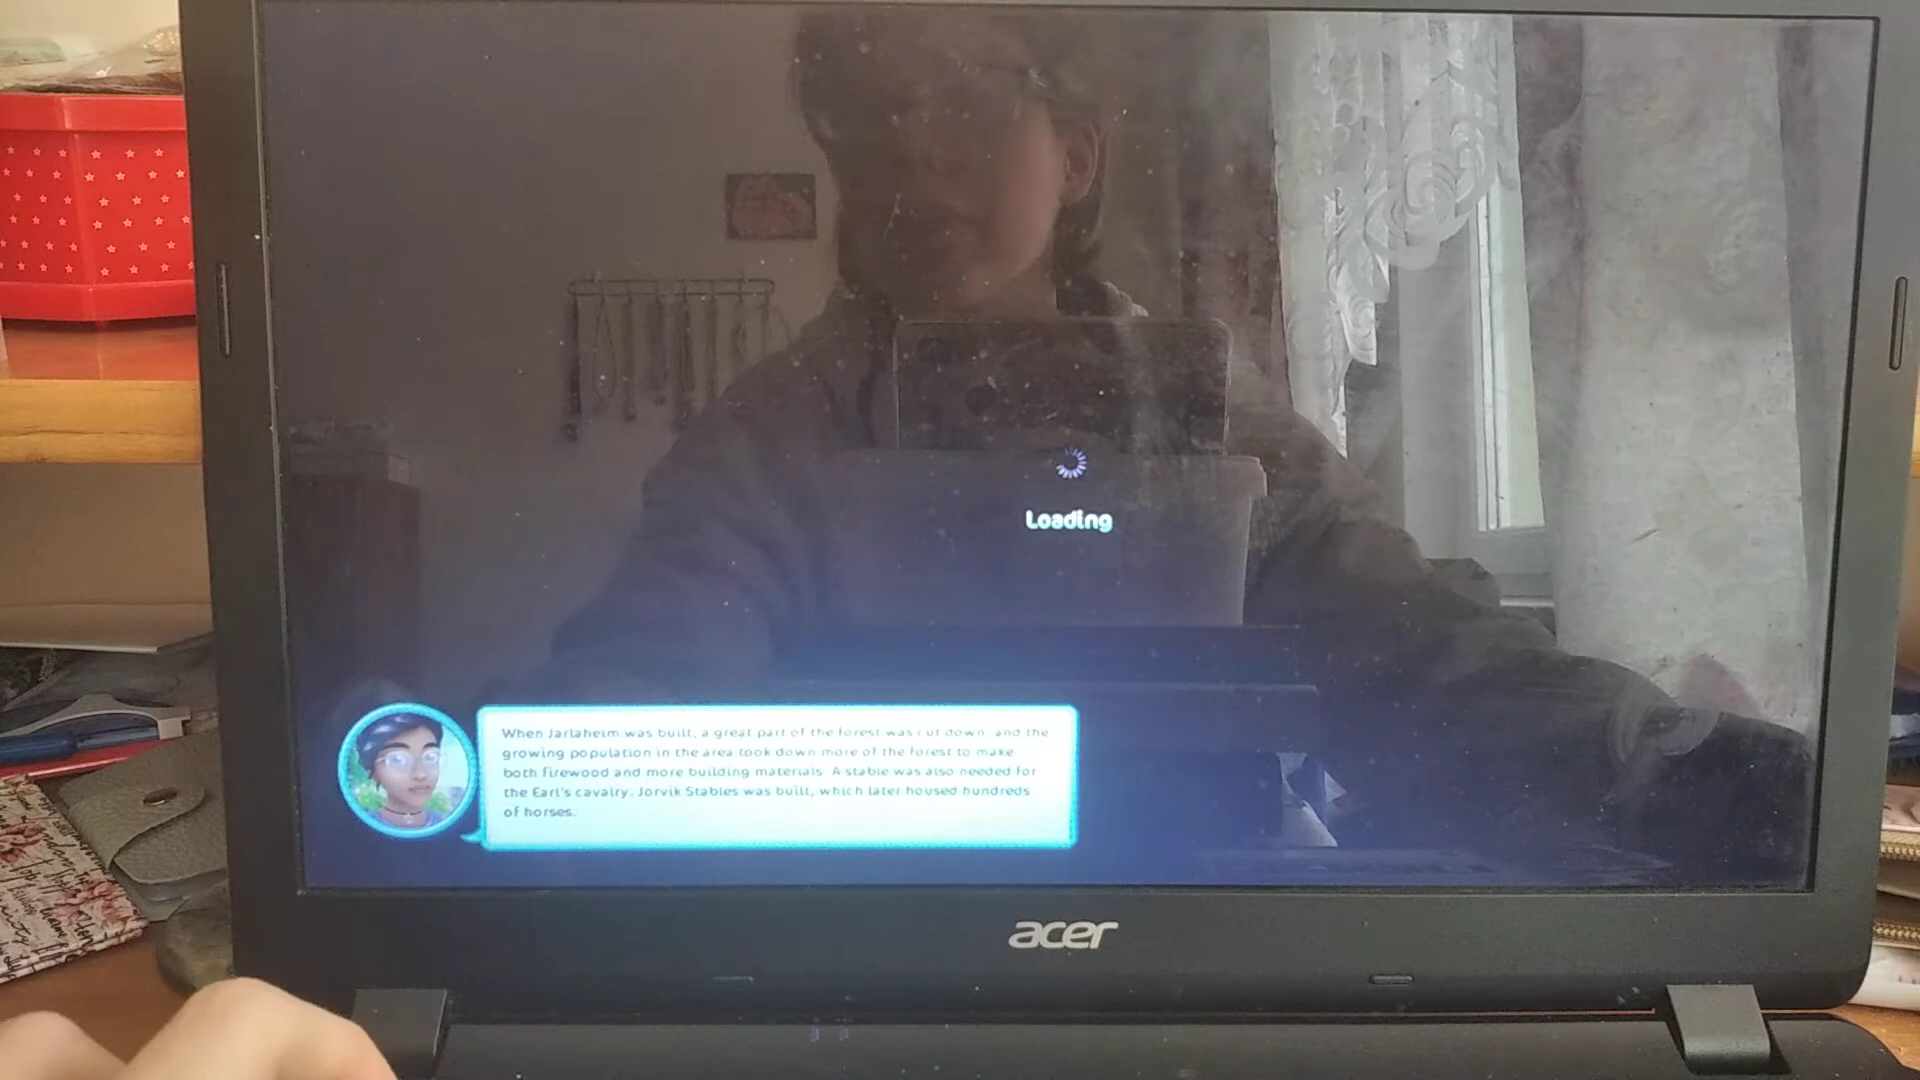 Loading
When Jarlaheim was built, a great part of the forest was cut down, and the
growing population in the area took down more of the forest to make
both firewood and more building materials. A stable was also needed for
the Earl's cavalry. Jorvik Stables was built, which later housed hundreds
of horses.
acer